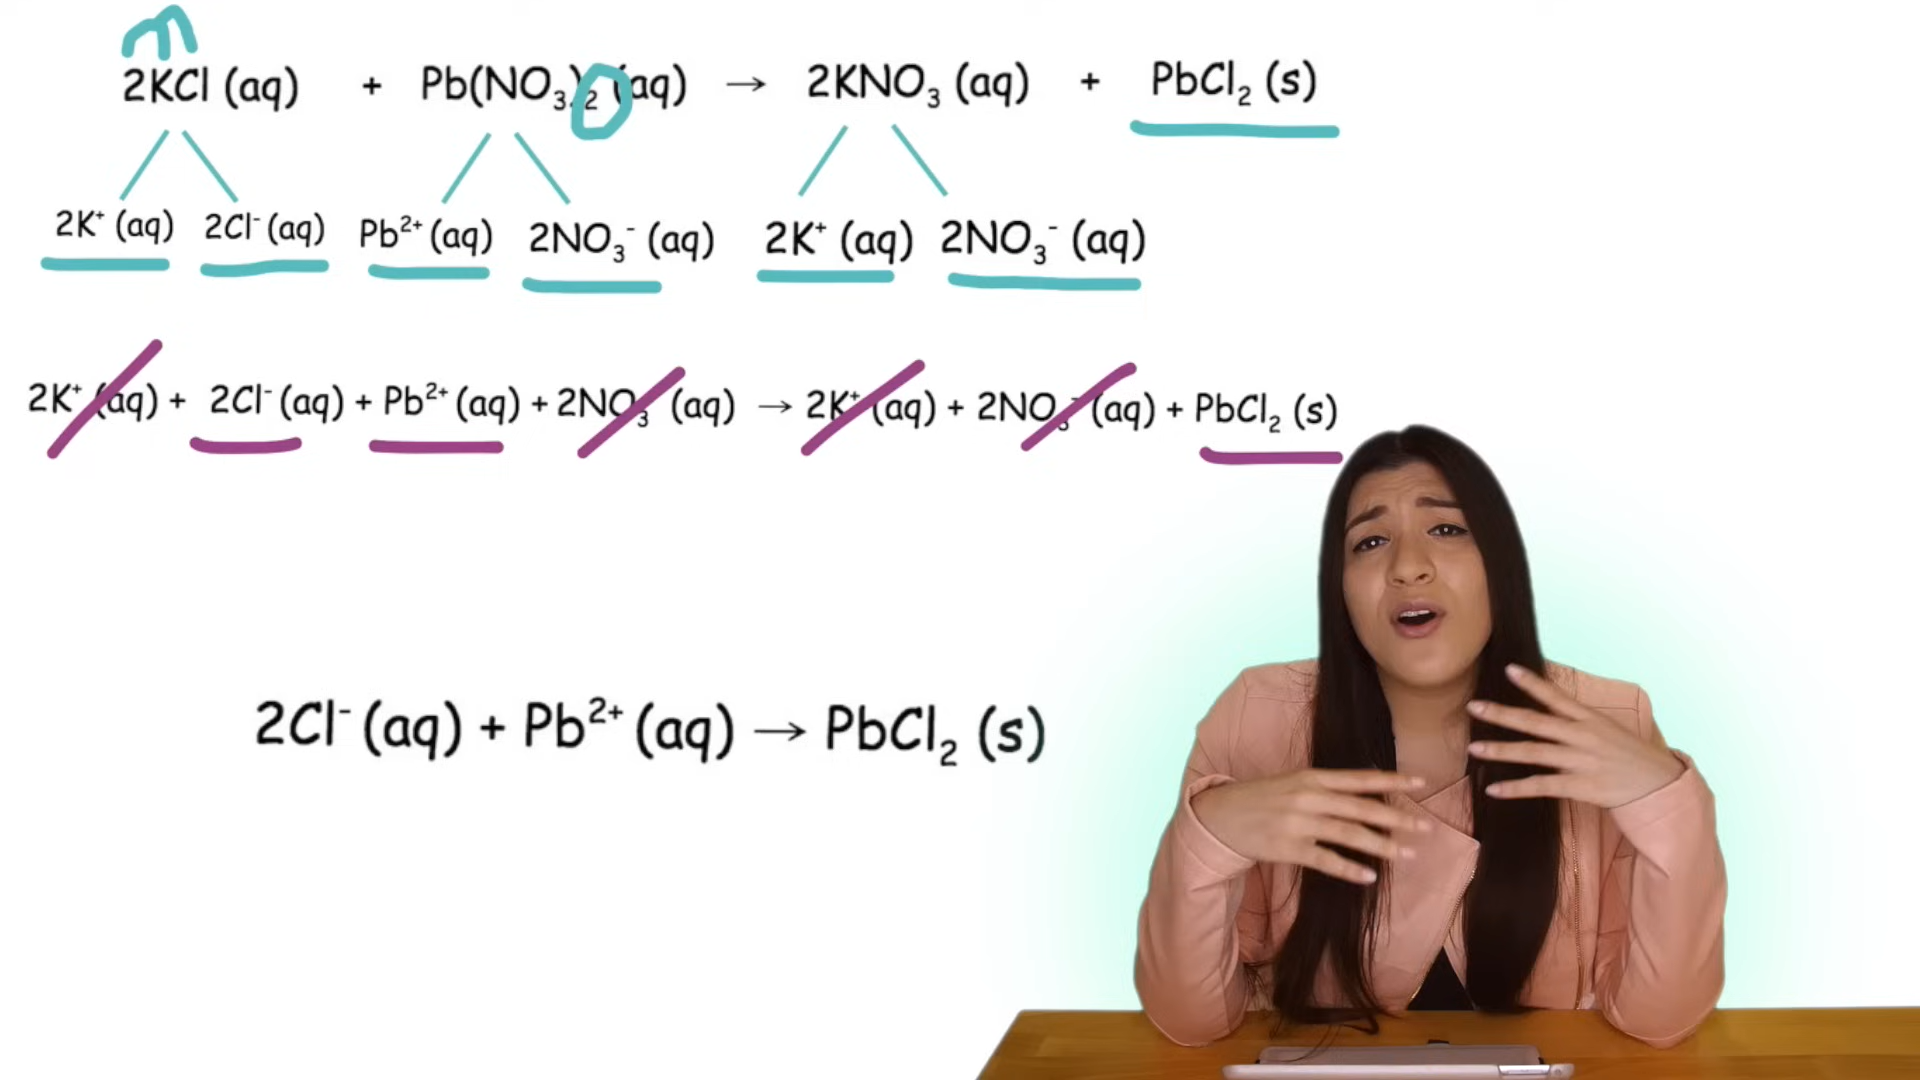 2KCl (aq) + Pb(NO₃)₂ (aq) → 2KNO₃ (aq) + PbCl₂ (s)
2K⁺ (aq) 2Cl⁻ (aq) Pb²⁺ (aq) 2NO₃⁻ (aq) 2K⁺ (aq) 2NO₃⁻ (aq)
2K⁺ (aq) + 2Cl⁻ (aq) + Pb²⁺ (aq) + 2NO₃ (aq) → 2K⁺ (aq) + 2NO₃⁻ (aq) + PbCl₂ (s)
2Cl⁻ (aq) + Pb²⁺ (aq) → PbCl₂ (s)